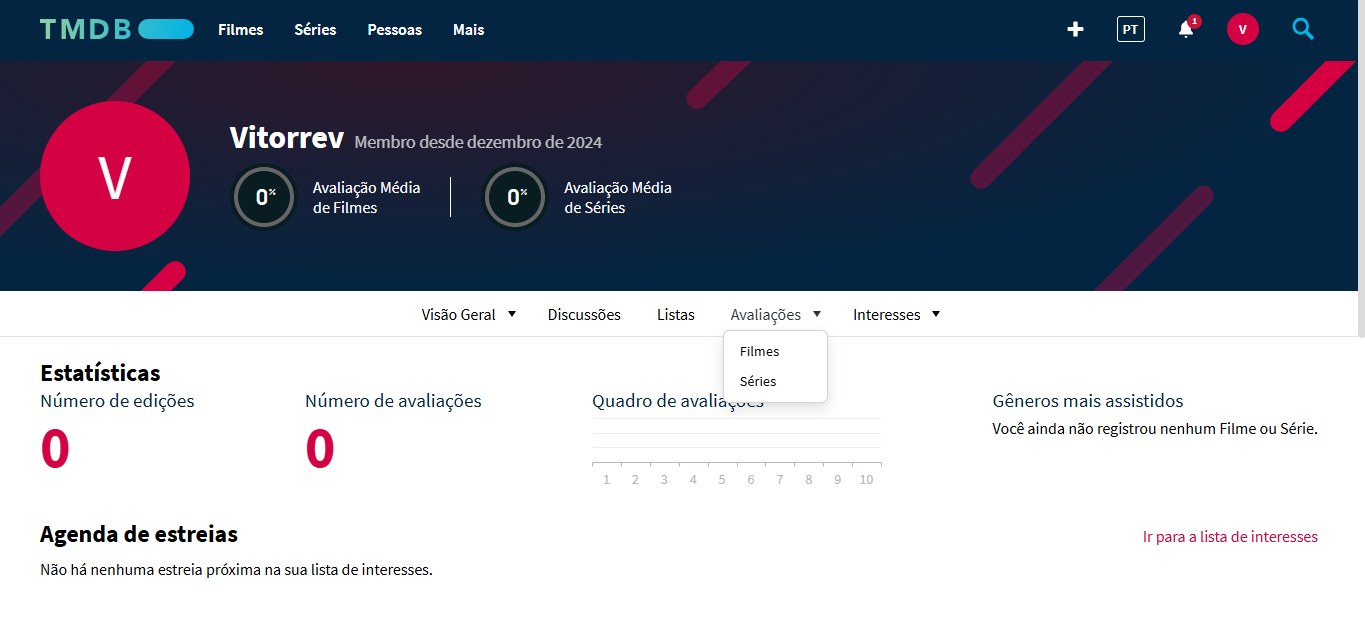 TMDB Filmes Séries Pessoas Mais PT 1 V
V
Vitorrev Membro desde dezembro de 2024
0% Avaliação Média de Filmes
0% Avaliação Média de Séries
Visão Geral Discussões Listas Avaliações Interesses
Filmes
Séries
Estatísticas
Número de edições
0
Número de avaliações
0
Quadro de avaliações
1 2 3 4 5 6 7 8 9 10
Gêneros mais assistidos
Você ainda não registrou nenhum Filme ou Série.
Agenda de estreias
Ir para a lista de interesses
Não há nenhuma estreia próxima na sua lista de interesses.